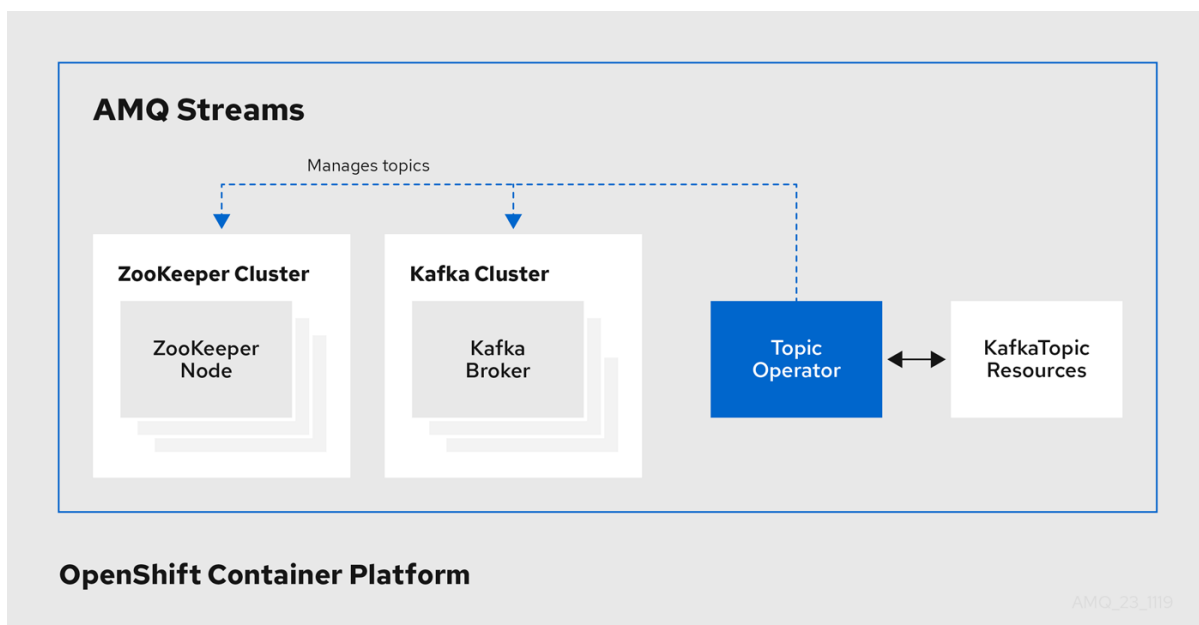 AMQ Streams
Manages topics
ZooKeeper Cluster
ZooKeeper
Node
Kafka Cluster
Kafka
Broker
Topic
Operator
KafkaTopic
Resources
OpenShift Container Platform
AMQ_23_1119